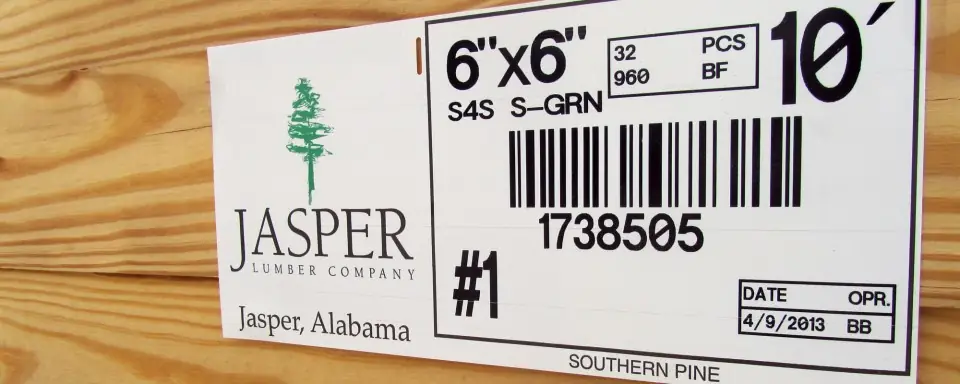 JASPER
LUMBER COMPANY
Jasper, Alabama
6"x6"
S4S S-GRN
32 PCS
960 BF
10′
1738505
#1
DATE OPR.
4/9/2013 BB
SOUTHERN PINE